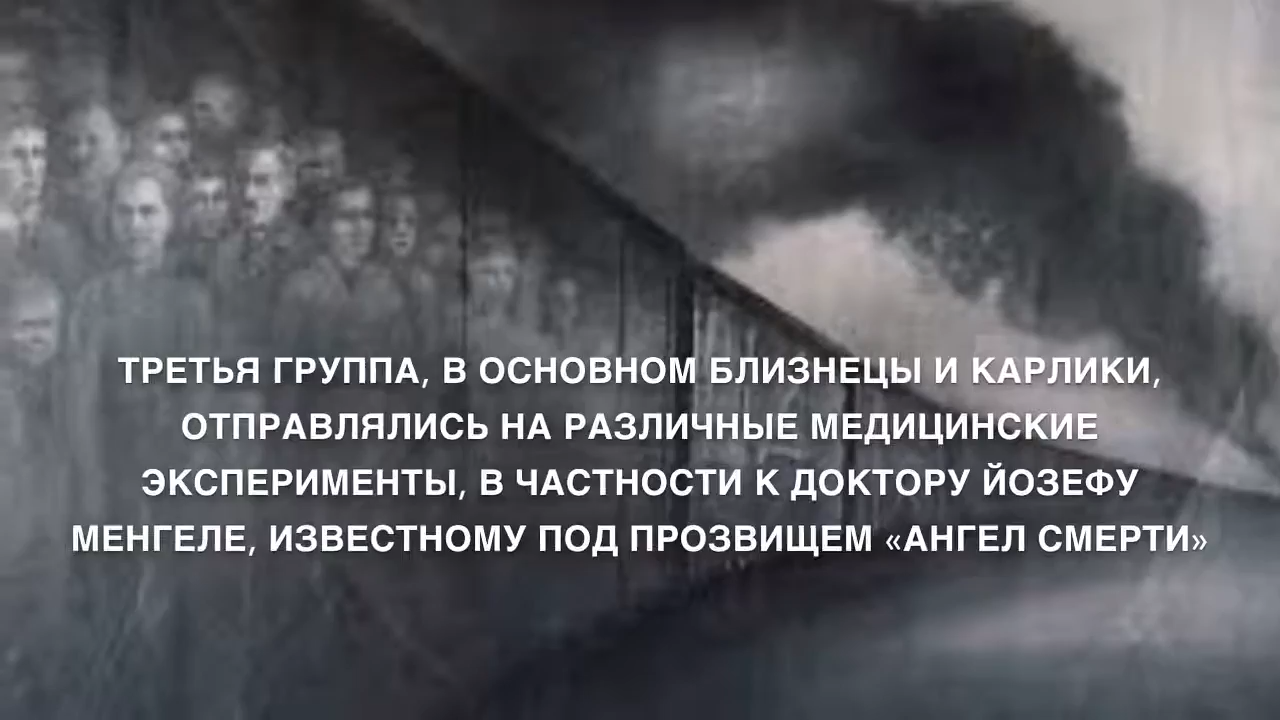 ТРЕТЬЯ ГРУППА, В ОСНОВНОМ БЛИЗНЕЦЫ И КАРЛИКИ,
ОТПРАВЛЯЛИСЬ НА РАЗЛИЧНЫЕ МЕДИЦИНСКИЕ
ЭКСПЕРИМЕНТЫ, В ЧАСТНОСТИ К ДОКТОРУ ЙОЗЕФУ
МЕНГЕЛЕ, ИЗВЕСТНОМУ ПОД ПРОЗВИЩЕМ «АНГЕЛ СМЕРТИ»